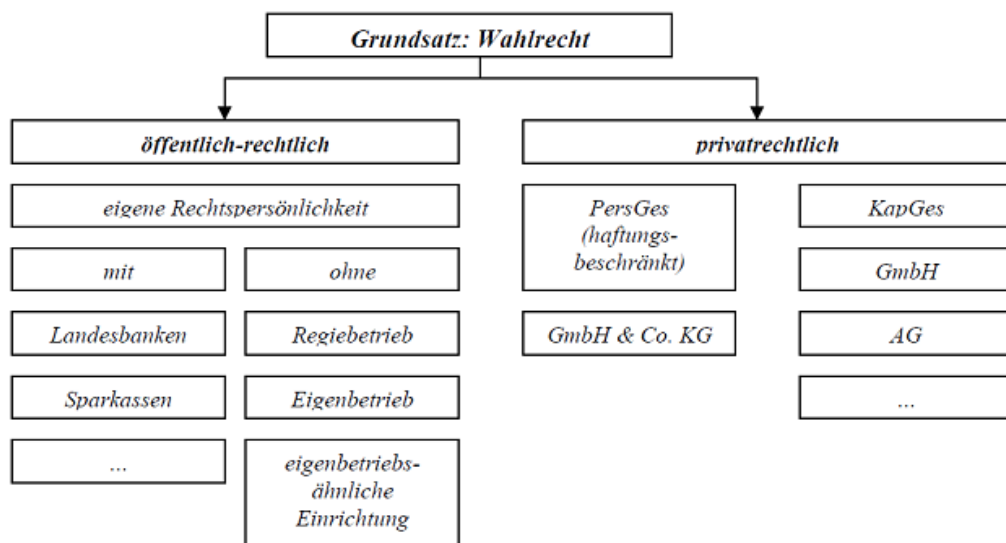 Grundsatz: Wahlrecht
öffentlich-rechtlich
privatrechtlich
eigene Rechtspersönlichkeit
PersGes
(haftungs-
beschränkt)
KapGes
mit
ohne
GmbH
Landesbanken
Regiebetrieb
GmbH & Co. KG
AG
Sparkassen
Eigenbetrieb
...
...
eigenbetriebs-
ähnliche
Einrichtung